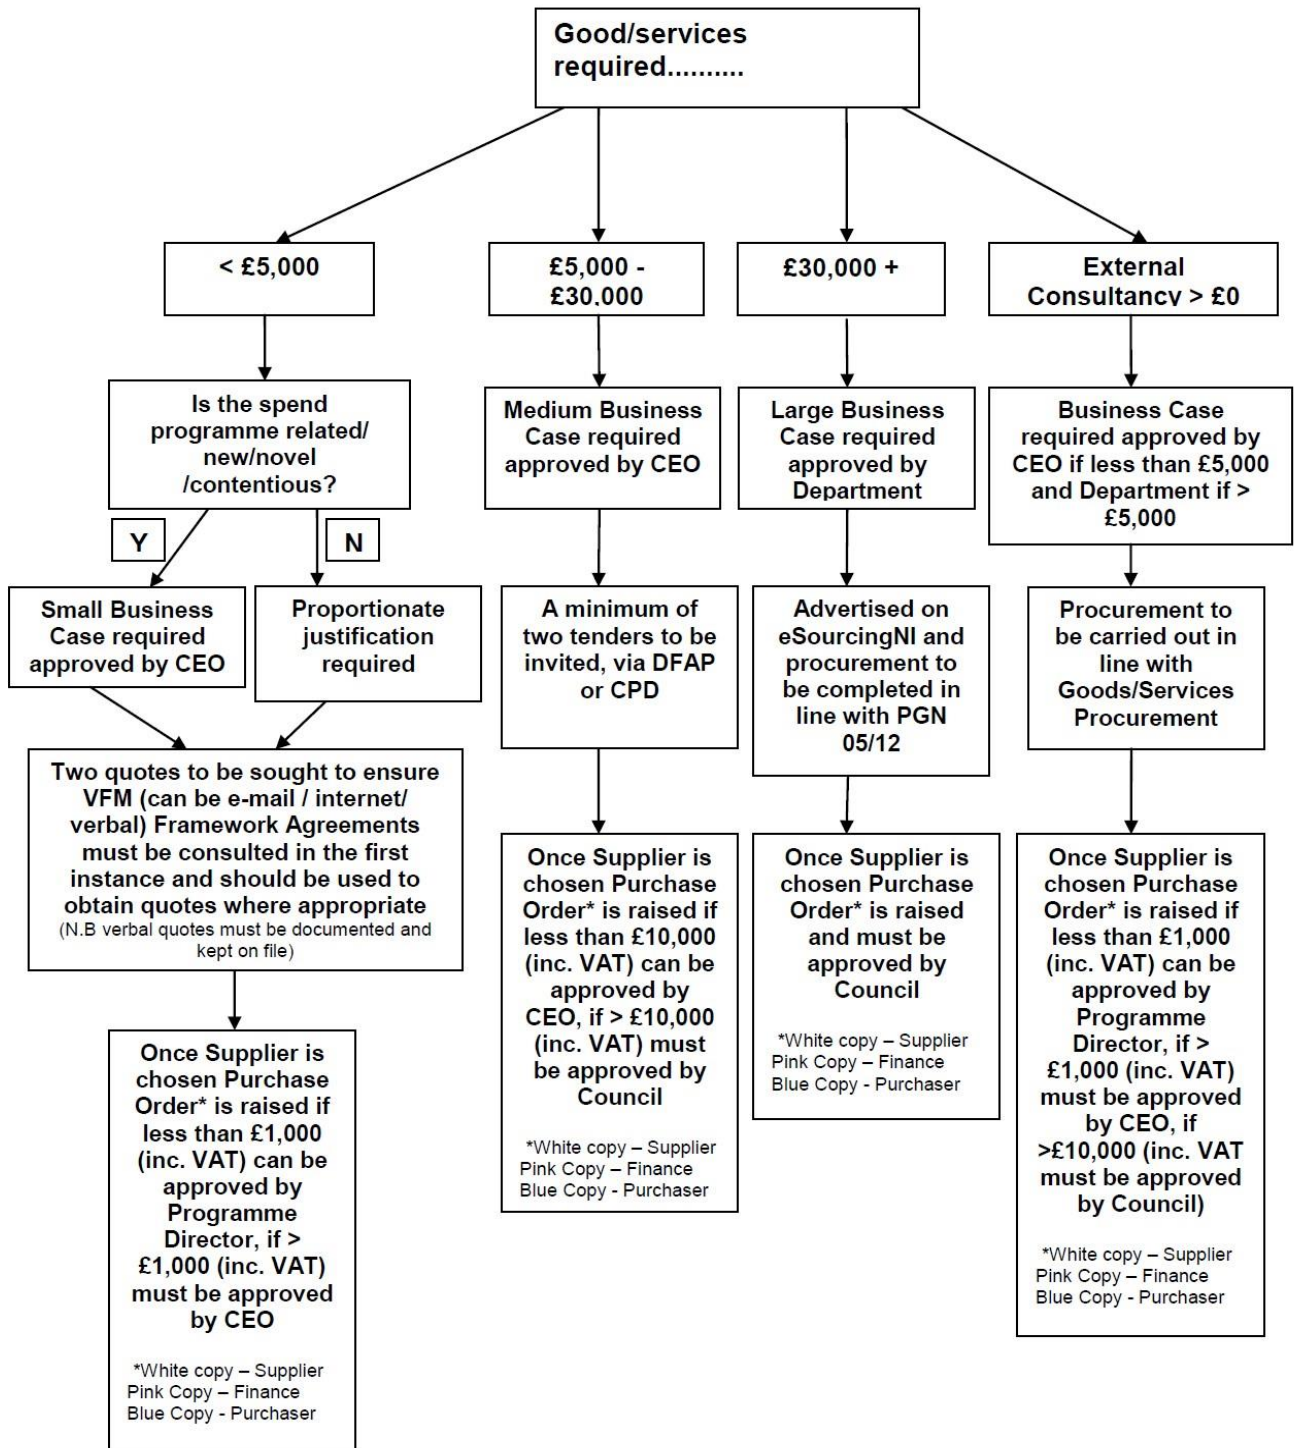 Good/services
required..........
< £5,000
£5,000 -
£30,000
£30,000 +
External
Consultancy > £0
Is the spend
programme related/
new/novel
/contentious?
Medium Business
Case required
approved by CEO
Large Business
Case required
approved by
Department
Business Case
required approved by
CEO if less than £5,000
and Department if >
£5,000
Y
N
Small Business
Case required
approved by CEO
Proportionate
justification
required
A minimum of
two tenders to be
invited, via DFAP
or CPD
Advertised on
eSourcingNI and
procurement to
be completed in
line with PGN
05/12
Procurement to
be carried out in
line with
Goods/Services
Procurement
Two quotes to be sought to ensure
VFM (can be e-mail / internet/
verbal) Framework Agreements
must be consulted in the first
instance and should be used to
obtain quotes where appropriate
(N.B verbal quotes must be documented and
kept on file)
Once Supplier is
chosen Purchase
Order* is raised if
less than £10,000
(inc. VAT) can be
approved by
CEO, if > £10,000
(inc. VAT) must
be approved by
Council
*White copy – Supplier
Pink Copy – Finance
Blue Copy - Purchaser
Once Supplier is
chosen Purchase
Order* is raised
and must be
approved by
Council
*White copy – Supplier
Pink Copy – Finance
Blue Copy - Purchaser
Once Supplier is
chosen Purchase
Order* is raised if
less than £1,000
(inc. VAT) can be
approved by
Programme
Director, if >
£1,000 (inc. VAT)
must be approved
by CEO, if
>£10,000 (inc. VAT
must be approved
by Council)
*White copy – Supplier
Pink Copy – Finance
Blue Copy - Purchaser
Once Supplier is
chosen Purchase
Order* is raised if
less than £1,000
(inc. VAT) can be
approved by
Programme
Director, if >
£1,000 (inc. VAT)
must be approved
by CEO
*White copy – Supplier
Pink Copy – Finance
Blue Copy - Purchaser